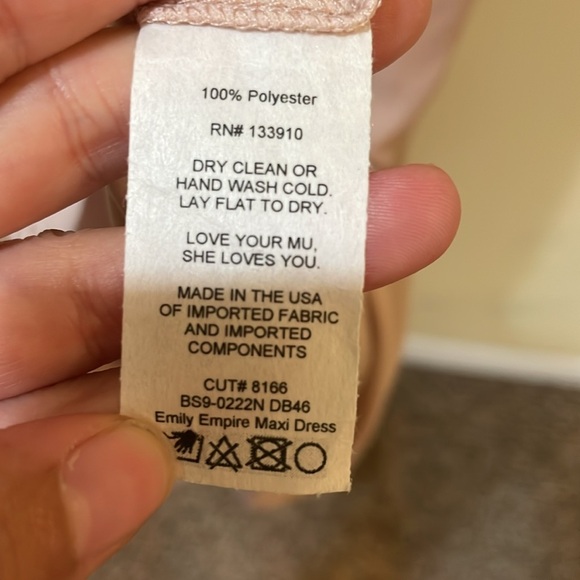 100% Polyester
RN# 133910
DRY CLEAN OR
HAND WASH COLD.
LAY FLAT TO DRY.
LOVE YOUR MU,
SHE LOVES YOU.
MADE IN THE USA
OF IMPORTED FABRIC
AND IMPORTED
COMPONENTS
CUT# 8166
BS9-0222N DB46
Emily Empire Maxi Dress